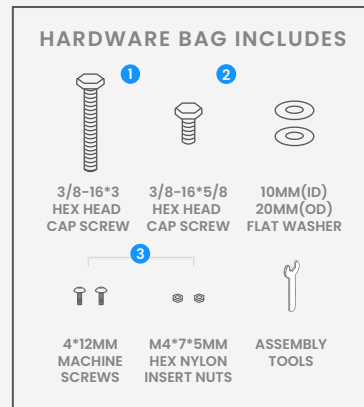 HARDWARE BAG INCLUDES
1 2
3/8-16*3 3/8-16*5/8 10MM(ID)
HEX HEAD HEX HEAD 20MM(OD)
CAP SCREW CAP SCREW FLAT WASHER
3
4*12MM M4*7*5MM ASSEMBLY
MACHINE HEX NYLON TOOLS
SCREWS INSERT NUTS